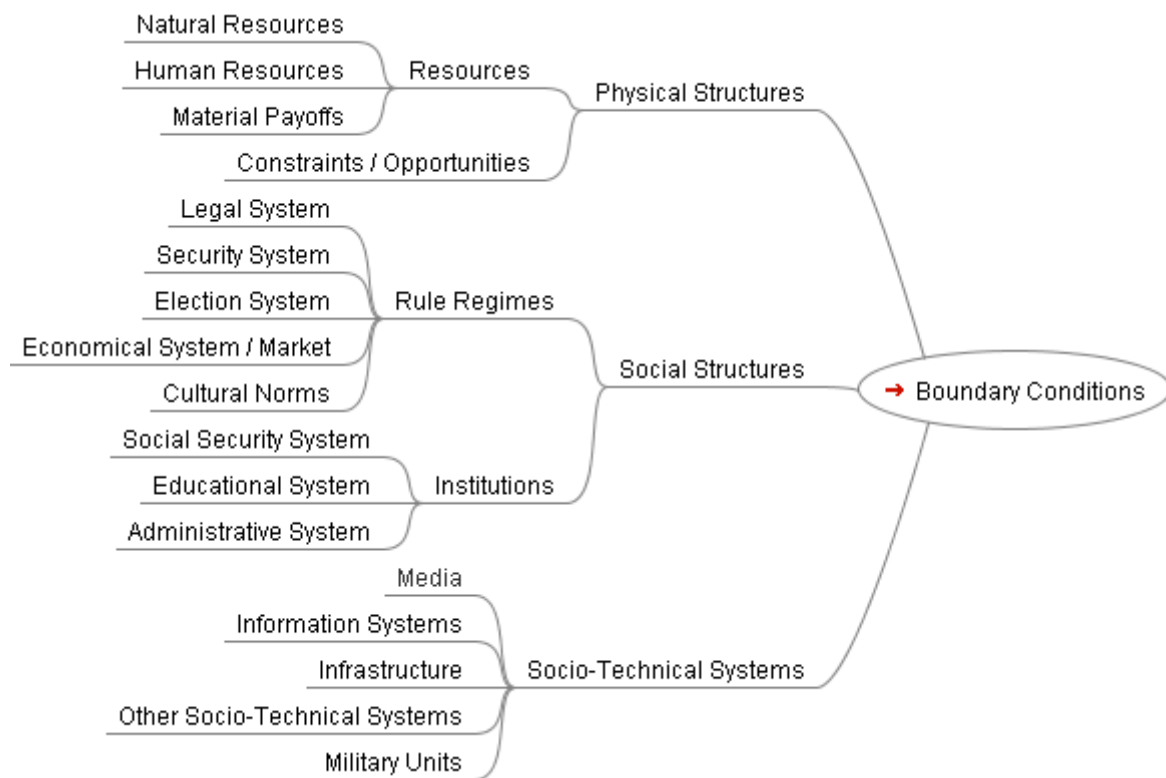 Natural Resources
Human Resources
Resources
Material Payoffs
Physical Structures
Constraints / Opportunities
Legal System
Security System
Election System
Rule Regimes
Economical System / Market
Cultural Norms
Social Structures
➜ Boundary Conditions
Social Security System
Educational System
Institutions
Administrative System
Media
Information Systems
Infrastructure
Socio-Technical Systems
Other Socio-Technical Systems
Military Units